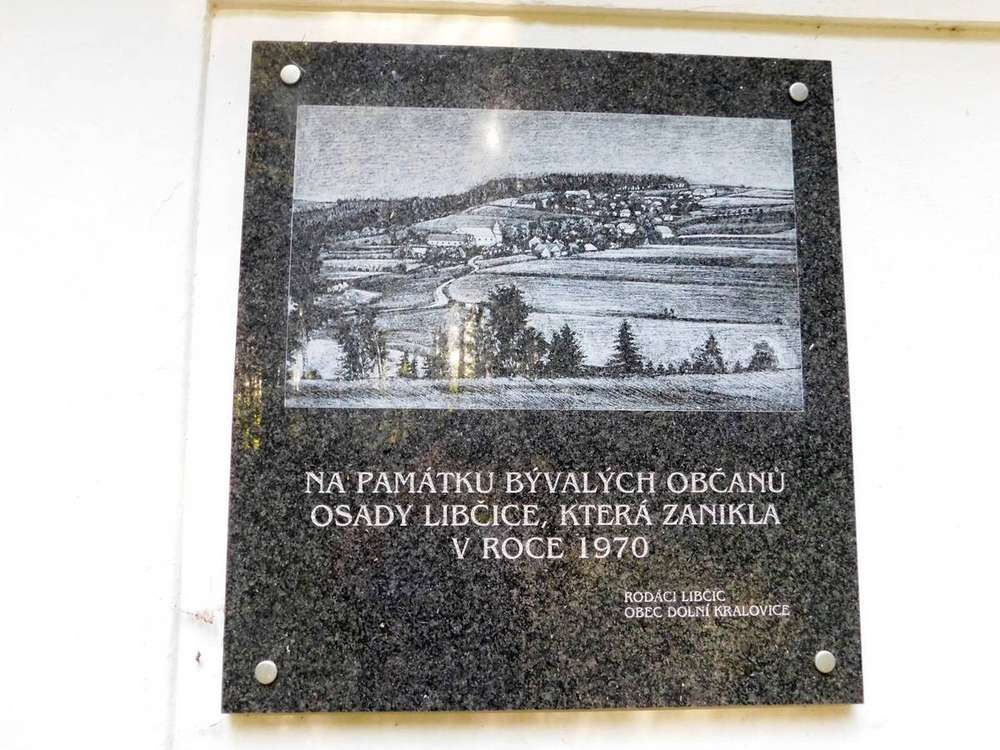 NA PAMÁTKU BÝVALÝCH OBČANŮ
OSADY LIBČICE, KTERÁ ZANIKLA
V ROCE 1970
RODÁCI LIBČIC
OBEC DOLNÍ KRALOVICE